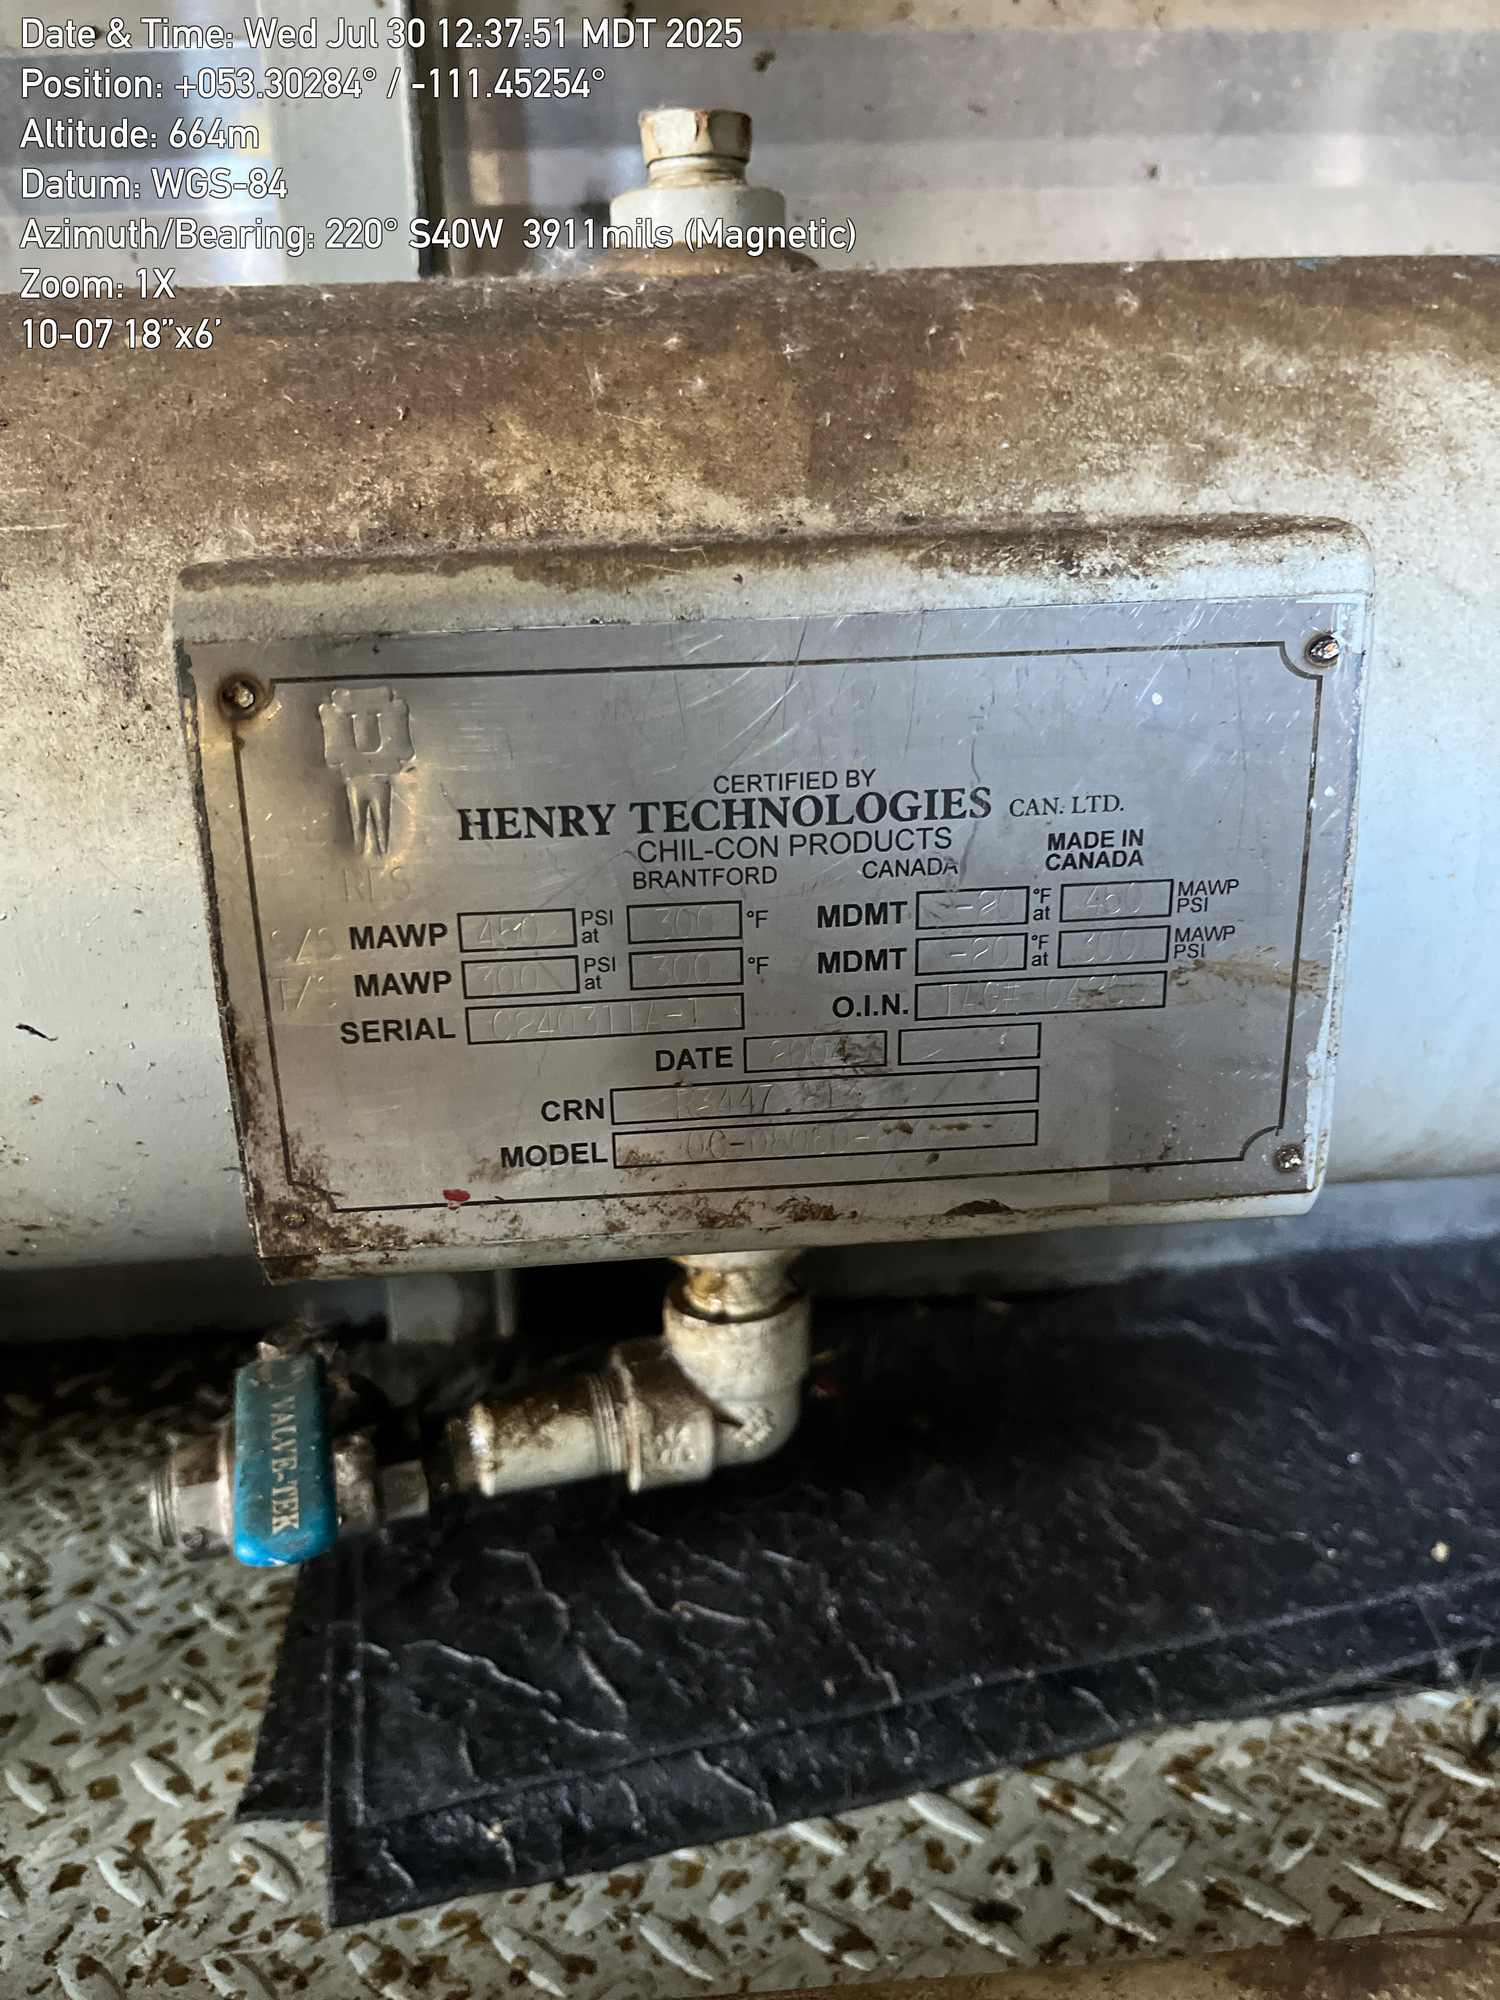 Date & Time: Wed Jul 30 12:37:51 MDT 2025
Position: +053.30284° / -111.45254°
Altitude: 664m
Datum: WGS-84
Azimuth/Bearing: 220° S40W 3911mils (Magnetic)
Zoom: 1X
10-07 18"x6'
U
W
CERTIFIED BY
HENRY TECHNOLOGIES CAN. LTD.
CHIL-CON PRODUCTS
BRANTFORD CANADA
MADE IN CANADA
S/S MAWP 450 PSI at 300 °F MDMT -20 °F at 450 MAWP PSI
T/S MAWP 300 PSI at 300 °F MDMT -20 °F at 300 MAWP PSI
SERIAL O.I.N. TAG#
DATE
CRN
MODEL
VALVE-TEK